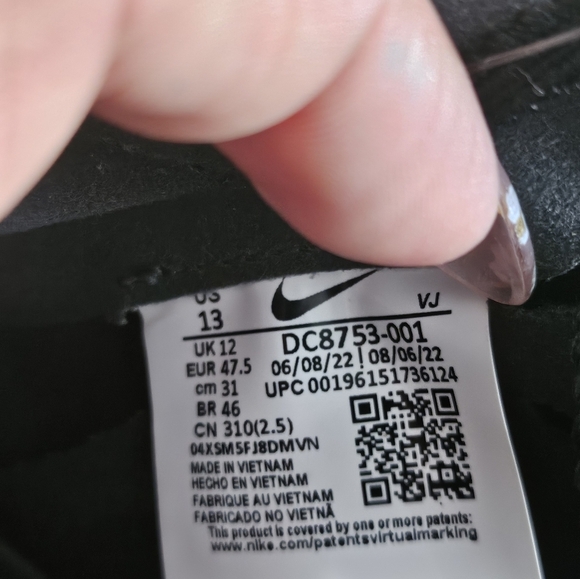 US
13
VJ
UK 12
EUR 47.5
cm 31
BR 46
CN 310(2.5)
DC8753-001
06/08/22 | 08/06/22
UPC 00196151736124
04XSM5FJ8DMVN
MADE IN VIETNAM
HECHO EN VIETNAM
FABRIQUE AU VIETNAM
FABRICADO NO VIETNÃ
This product is covered by one or more patents:
www.nike.com/patentsvirtualmarking